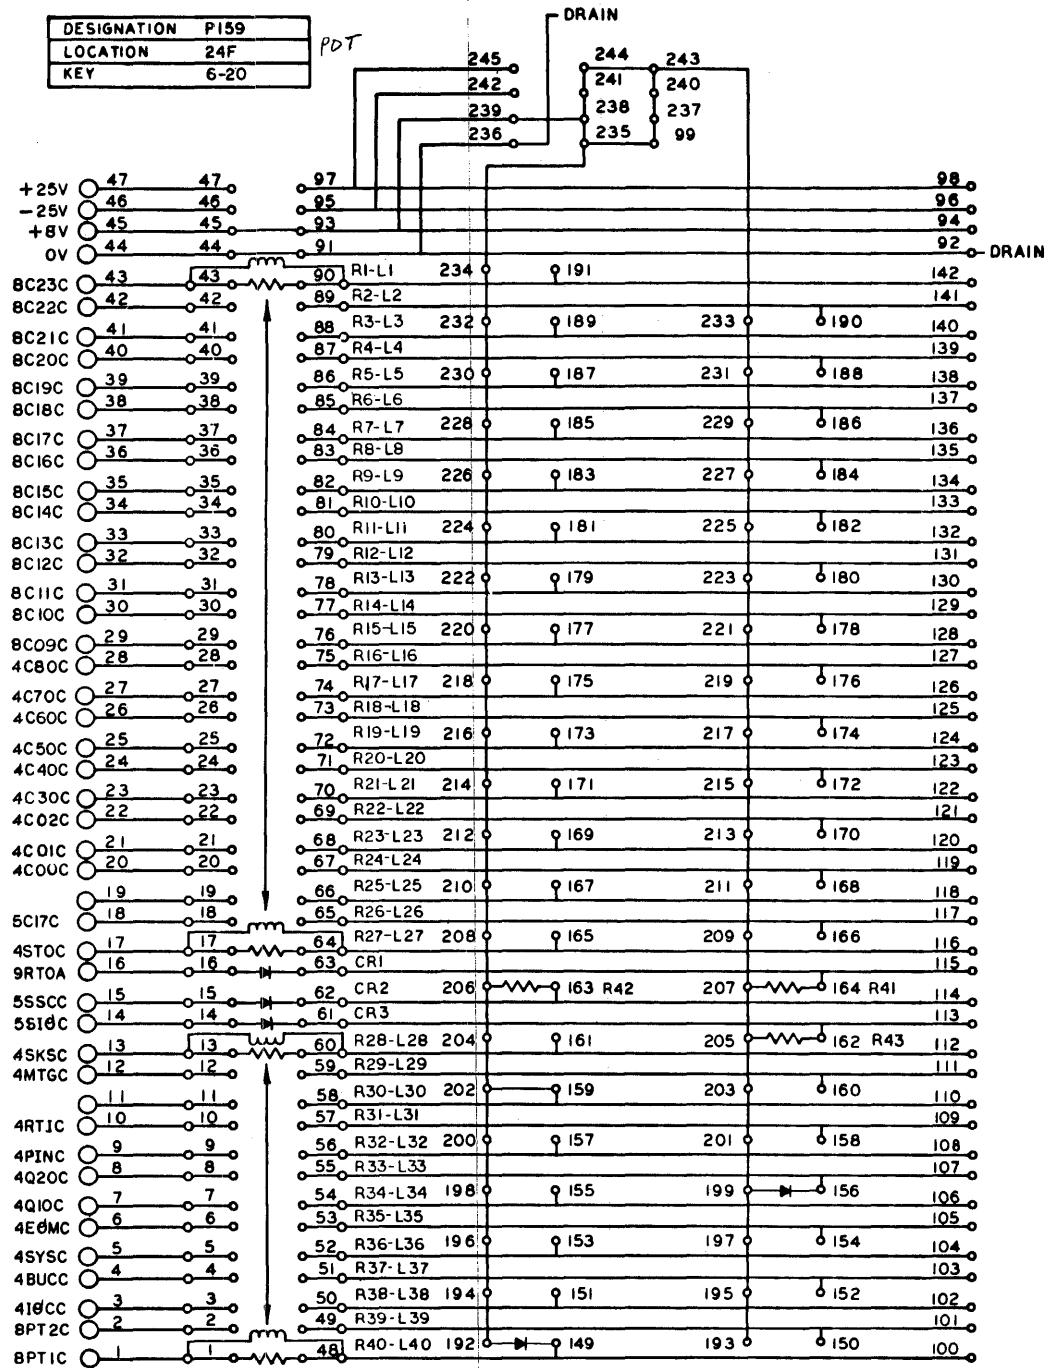 DRAIN
DESIGNATION P159
LOCATION 24F
KEY 6-20
POT
245 244 243
242 241 240
239 238 237
236 235 99
+25V 47 47 97 98
-25V 46 46 95 96
+8V 45 45 93 94
0V 44 44 91 92 DRAIN
R1-L1 234 191
8C23C 43 43 90 142
8C22C 42 42 89 R2-L2 141
R3-L3 232 189 233 190
8C21C 41 41 88 140
8C20C 40 40 87 R4-L4 139
R5-L5 230 187 231 188
8C19C 39 39 86 138
8C18C 38 38 85 R6-L6 137
R7-L7 228 185 229 186
8C17C 37 37 84 136
8C16C 36 36 83 R8-L8 135
R9-L9 226 183 227 184
8C15C 35 35 82 134
8C14C 34 34 81 R10-L10 133
R11-L11 224 181 225 182
8C13C 33 33 80 132
8C12C 32 32 79 R12-L12 131
R13-L13 222 179 223 180
8C11C 31 31 78 130
8C10C 30 30 77 R14-L14 129
R15-L15 220 177 221 178
8C09C 29 29 76 128
4C80C 28 28 75 R16-L16 127
R17-L17 218 175 219 176
4C70C 27 27 74 126
4C60C 26 26 73 R18-L18 125
R19-L19 216 173 217 174
4C50C 25 25 72 124
4C40C 24 24 71 R20-L20 123
R21-L21 214 171 215 172
4C30C 23 23 70 122
4C02C 22 22 69 R22-L22 121
R23-L23 212 169 213 170
4C01C 21 21 68 120
4C00C 20 20 67 R24-L24 119
R25-L25 210 167 211 168
19 19 66 118
5C17C 18 18 65 R26-L26 117
R27-L27 208 165 209 166
4ST0C 17 17 64 116
9RT0A 16 16 63 CR1 115
CR2 206 163 R42 207 164 R41
5SSCC 15 15 62 114
5SIØC 14 14 61 CR3 113
R28-L28 204 161 205 162 R43
4SKSC 13 13 60 112
4MTGC 12 12 59 R29-L29 111
R30-L30 202 159 203 160
11 11 58 110
4RTIC 10 10 57 R31-L31 109
R32-L32 200 157 201 158
4PINC 9 9 56 108
4Q20C 8 8 55 R33-L33 107
R34-L34 198 155 199 156
4Q10C 7 7 54 106
4EØMC 6 6 53 R35-L35 105
R36-L36 196 153 197 154
4SYSC 5 5 52 104
4BUCC 4 4 51 R37-L37 103
R38-L38 194 151 195 152
4IØCC 3 3 50 102
8PT2C 2 2 49 R39-L39 101
R40-L40 192 149 193 150
8PT1C 1 1 48 100